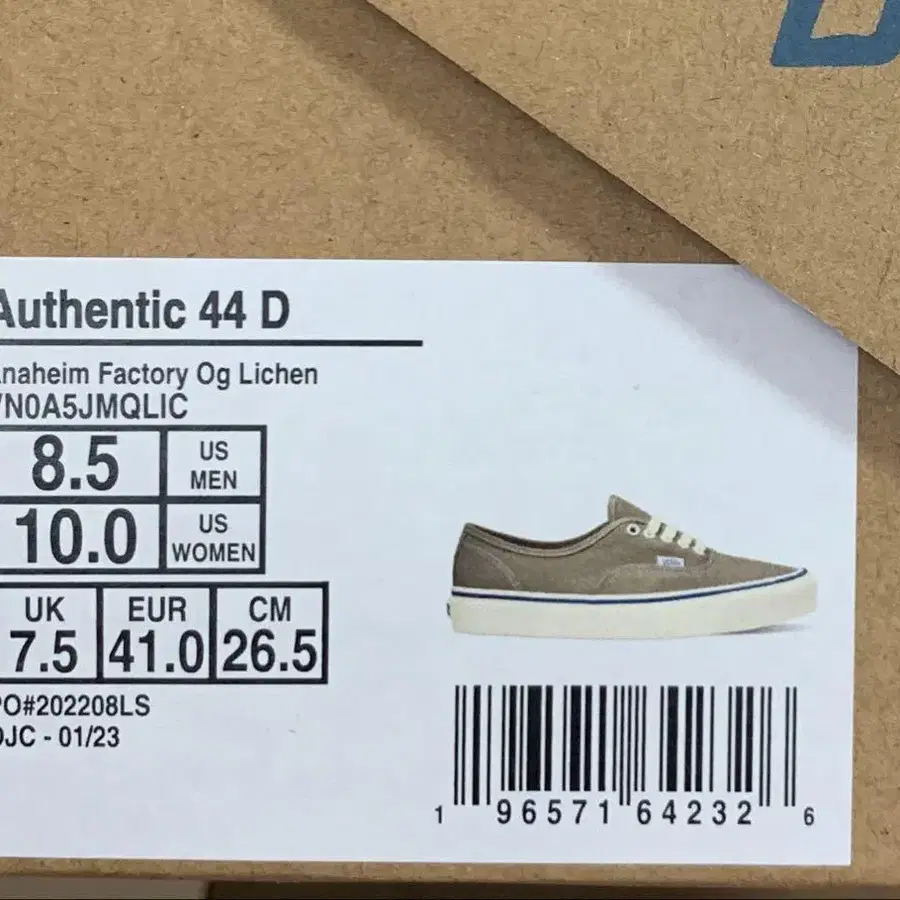 D
Authentic 44 D
Anaheim Factory Og Lichen
VN0A5JMQLIC
8.5 US MEN
10.0 US WOMEN
UK EUR CM
7.5 41.0 26.5
PO#202208LS
DJC - 01/23
1 96571 64232 6